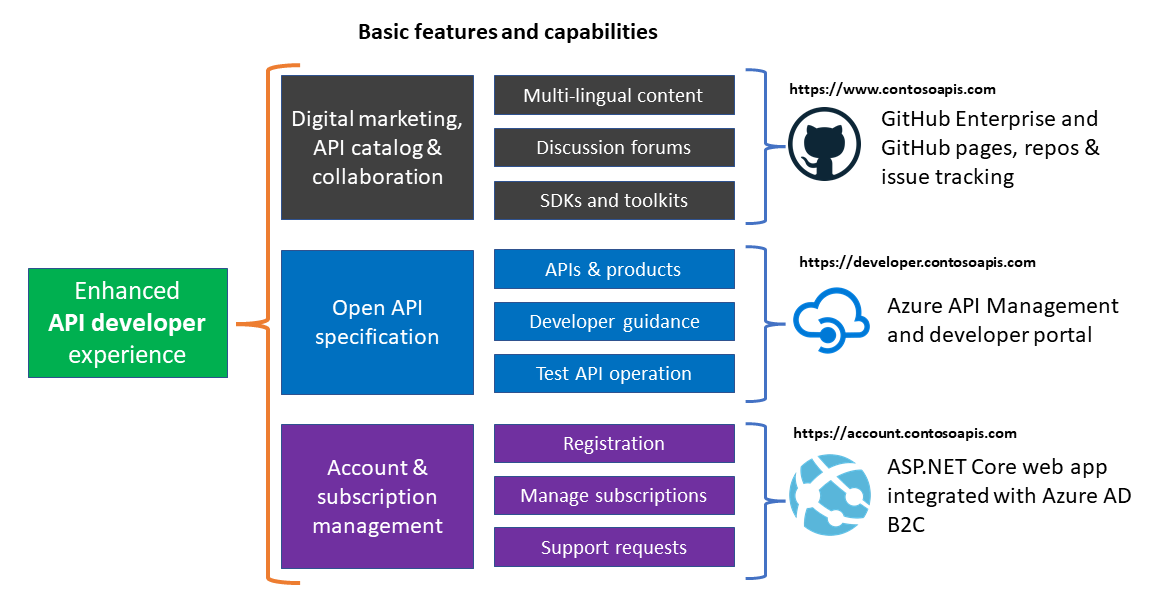 Basic features and capabilities
Enhanced
API developer
experience
Digital marketing,
API catalog &
collaboration
Multi-lingual content
Discussion forums
SDKs and toolkits
https://www.contosoapis.com
GitHub Enterprise and
GitHub pages, repos &
issue tracking
Open API
specification
APIs & products
Developer guidance
Test API operation
https://developer.contosoapis.com
Azure API Management
and developer portal
Account &
subscription
management
Registration
Manage subscriptions
Support requests
https://account.contosoapis.com
ASP.NET Core web app
integrated with Azure AD
B2C